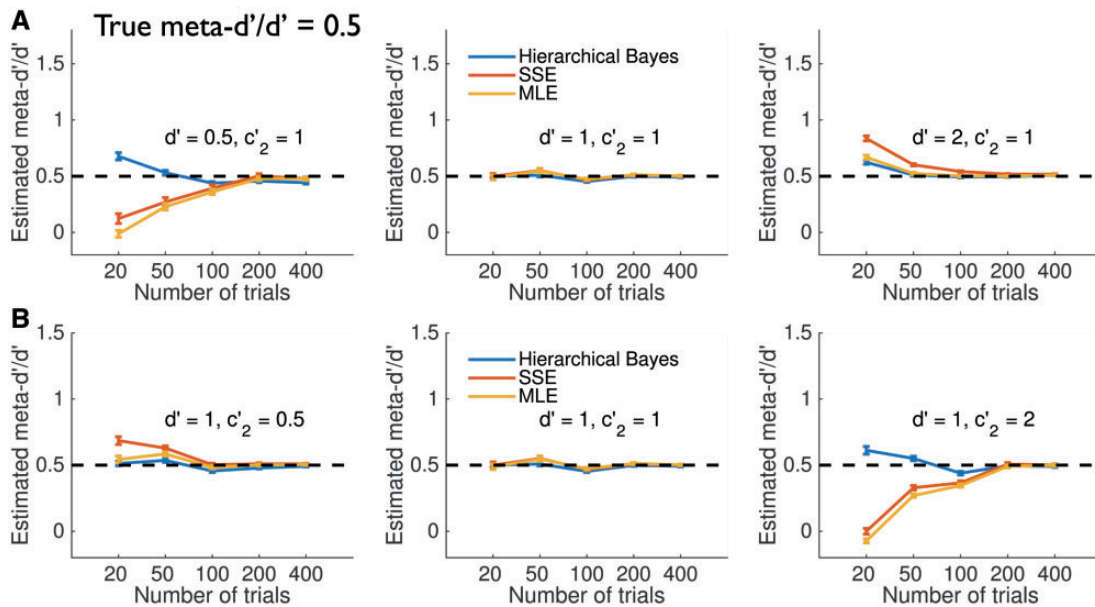 A
True meta-d'/d' = 0.5
Estimated meta-d'/d'
1.5
1
0.5
0
d' = 0.5, c'2 = 1
20 50 100 200 400
Number of trials
Estimated meta-d'/d'
1.5
1
0.5
0
Hierarchical Bayes
SSE
MLE
d' = 1, c'2 = 1
20 50 100 200 400
Number of trials
Estimated meta-d'/d'
1.5
1
0.5
0
d' = 2, c'2 = 1
20 50 100 200 400
Number of trials
B
Estimated meta-d'/d'
1.5
1
0.5
0
d' = 1, c'2 = 0.5
20 50 100 200 400
Number of trials
Estimated meta-d'/d'
1.5
1
0.5
0
Hierarchical Bayes
SSE
MLE
d' = 1, c'2 = 1
20 50 100 200 400
Number of trials
Estimated meta-d'/d'
1.5
1
0.5
0
d' = 1, c'2 = 2
20 50 100 200 400
Number of trials